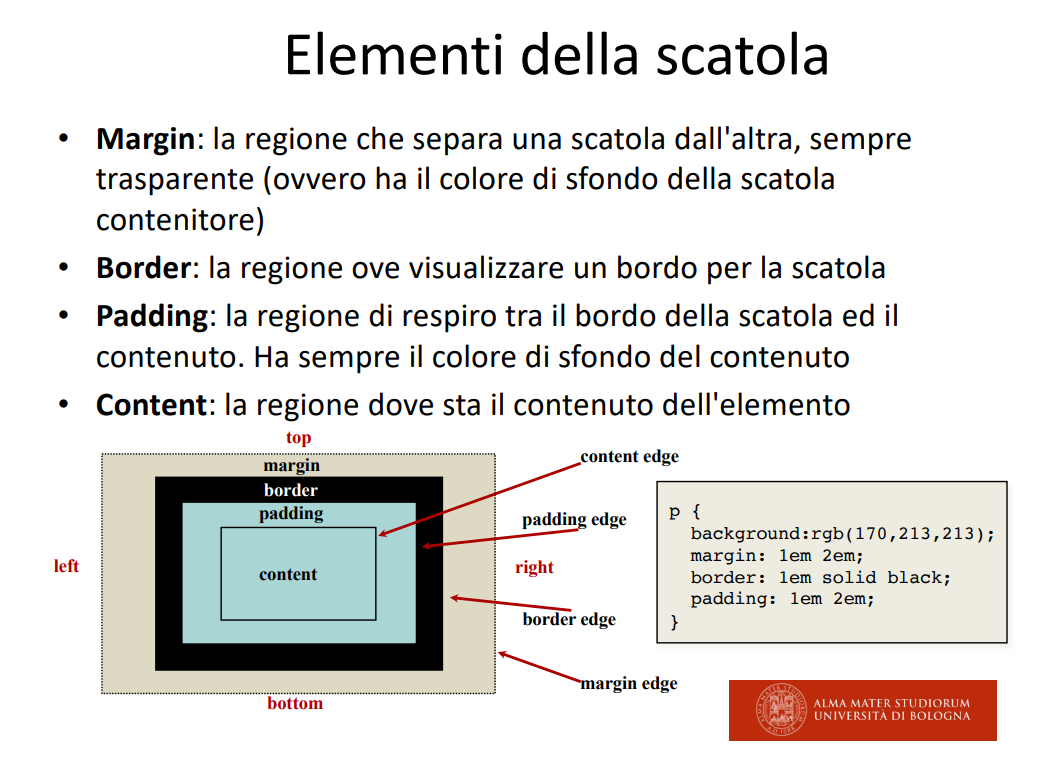 Elementi della scatola
• Margin: la regione che separa una scatola dall'altra, sempre
trasparente (ovvero ha il colore di sfondo della scatola
contenitore)
• Border: la regione ove visualizzare un bordo per la scatola
• Padding: la regione di respiro tra il bordo della scatola ed il
contenuto. Ha sempre il colore di sfondo del contenuto
• Content: la regione dove sta il contenuto dell'elemento
top
margin
border
padding
content
left
right
bottom
content edge
padding edge
border edge
margin edge
p {
background:rgb(170,213,213);
margin: 1em 2em;
border: 1em solid black;
padding: 1em 2em;
}
ALMA MATER STUDIORUM
UNIVERSITÀ DI BOLOGNA